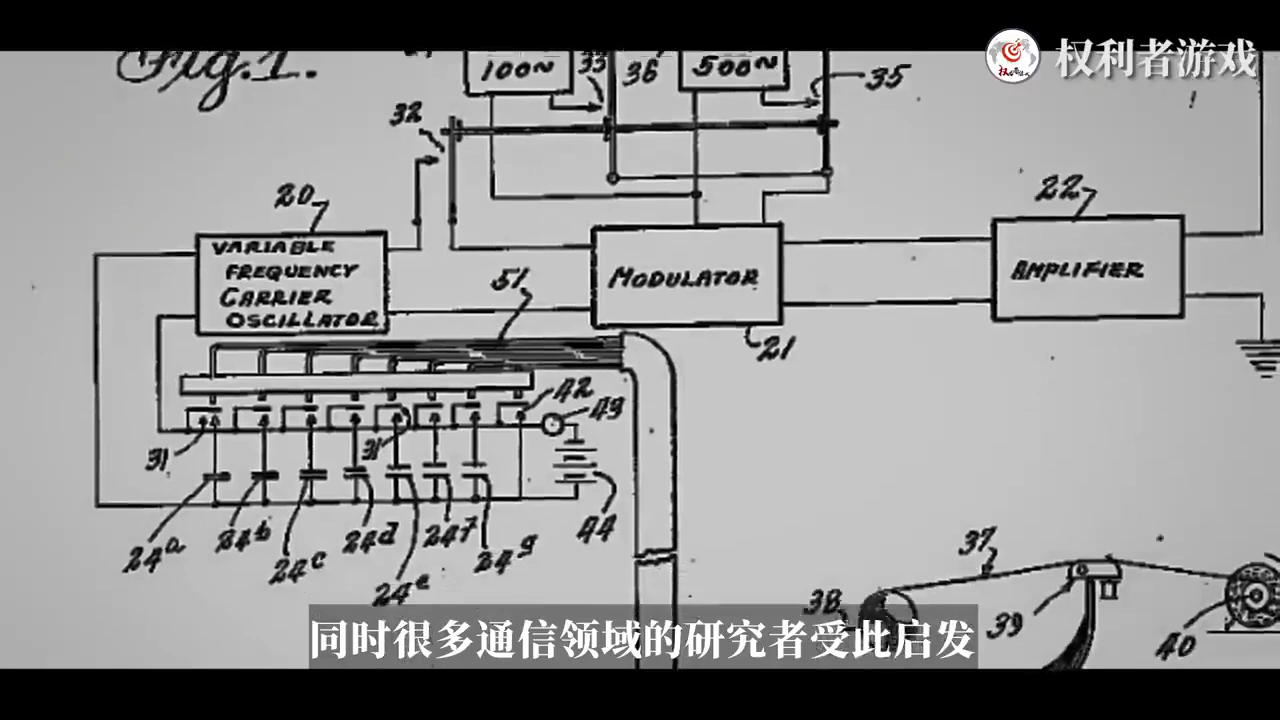 权利者游戏
Fig.1.
100~
33
36
500~
35
32
20
VARIABLE
FREQUENCY
CARRIER
OSCILLATOR
51
MODULATOR
21
22
AMPLIFIER
42
43
31
31
44
24a
24b
24c
24d
24e
24f
24g
37
38
39
40
同时很多通信领域的研究者受此启发